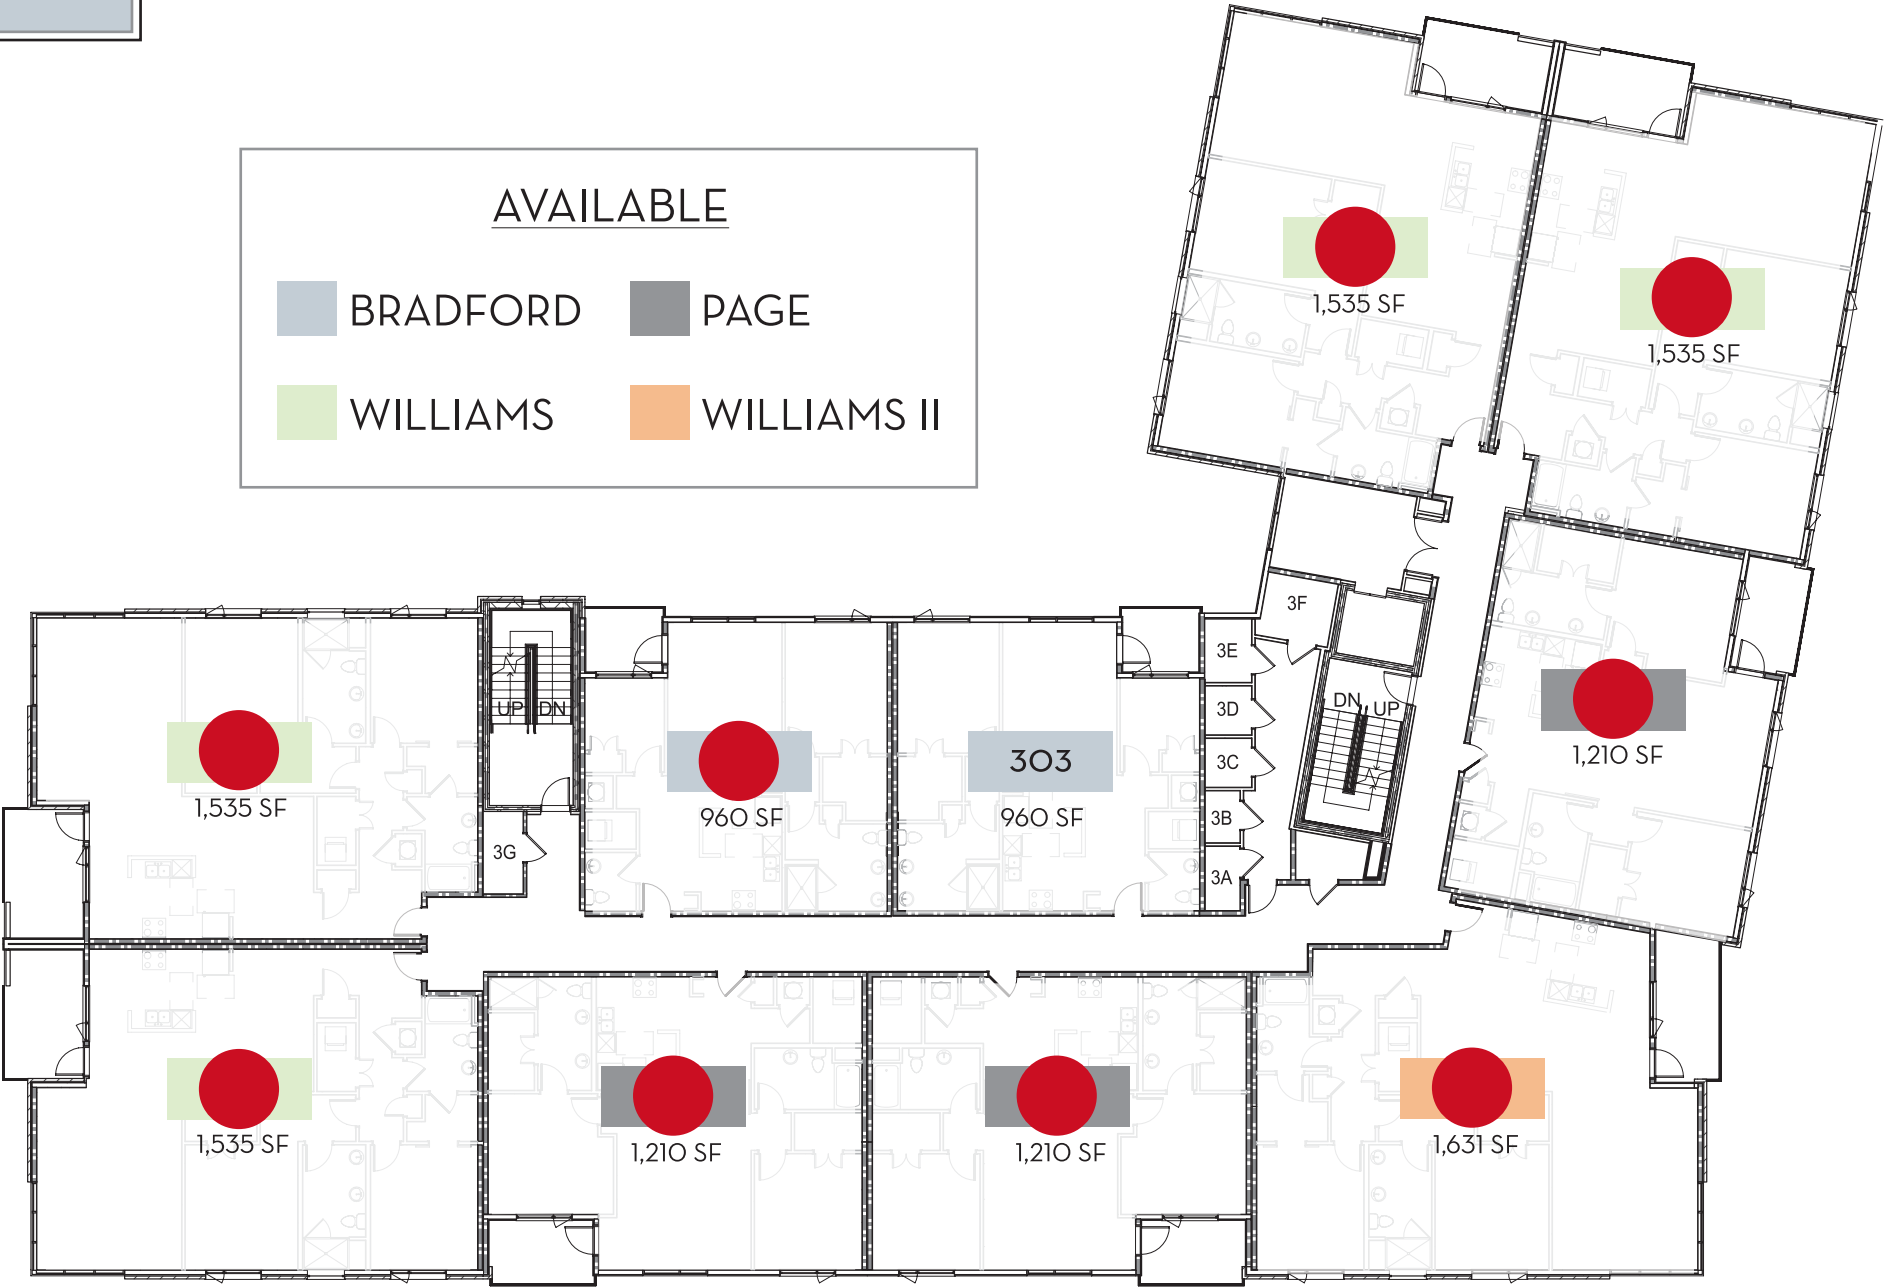 AVAILABLE
BRADFORD
PAGE
WILLIAMS
WILLIAMS II
1,535 SF
1,535 SF
3F
3E
3D
3C
3B
3A
DN
UP
UP
DN
3G
1,210 SF
303
960 SF
960 SF
1,535 SF
1,535 SF
1,210 SF
1,210 SF
1,631 SF